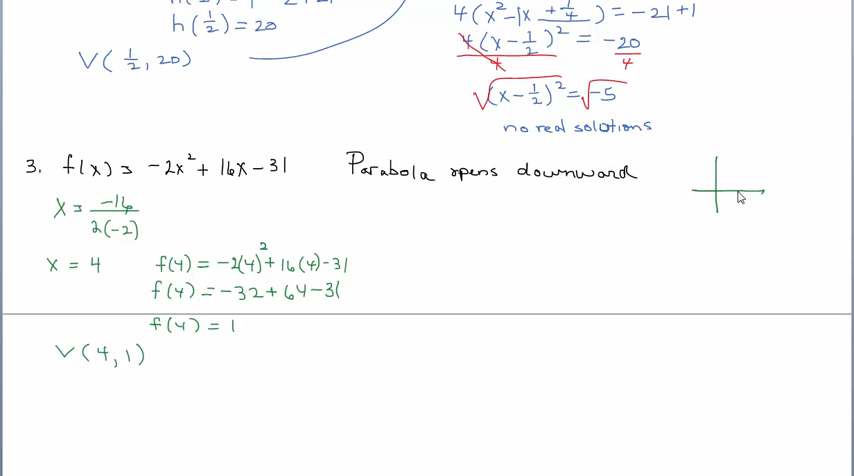 h(1/2) = 20
V(1/2, 20)
4(x² - 1x + 1/4) = -21 + 1
4(x - 1/2)² / 4 = -20 / 4
√(x - 1/2)² = √-5
no real solutions
3. f(x) = -2x² + 16x - 31 Parabola opens downward
x = -16 / 2(-2)
x = 4 f(4) = -2(4)² + 16(4) - 31
f(4) = -32 + 64 - 31
f(4) = 1
V(4, 1)